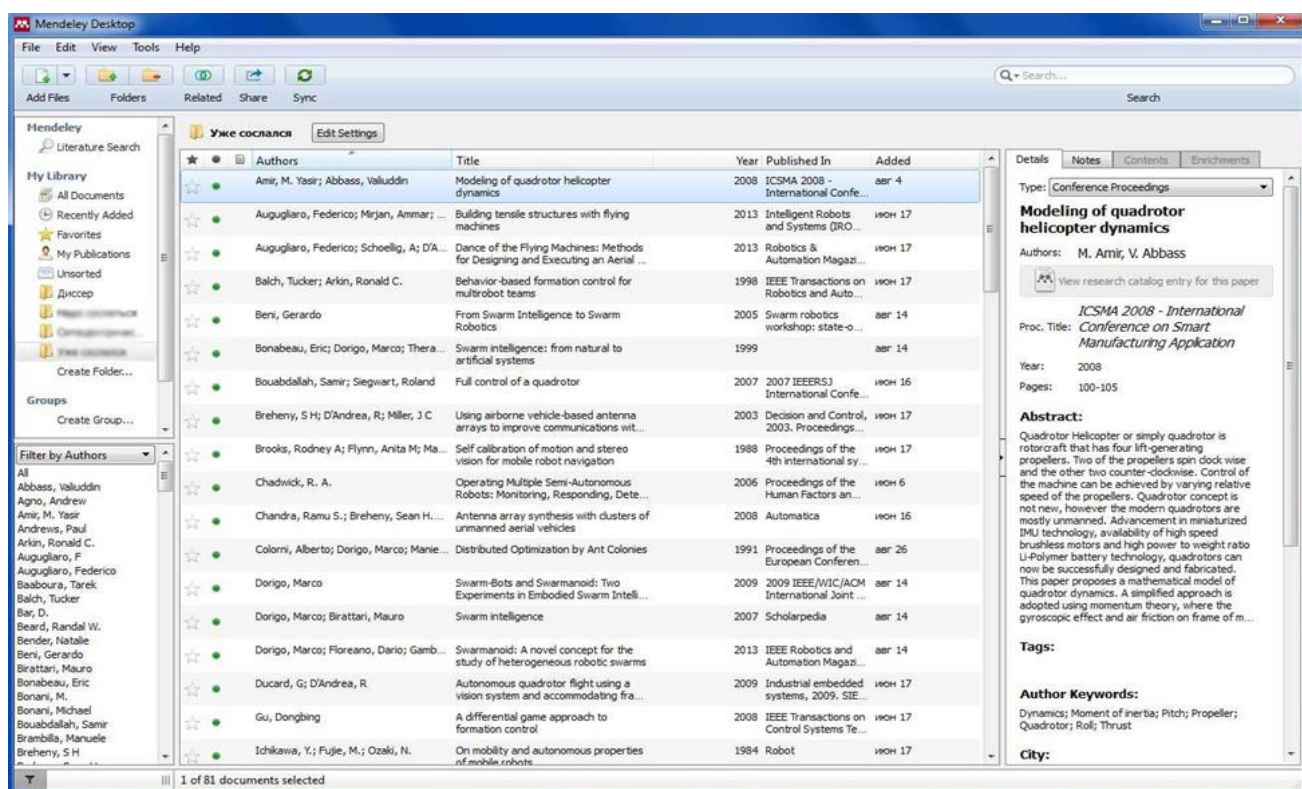 Mendeley Desktop
File Edit View Tools Help
Add Files Folders Related Share Sync
Search...
Search
Mendeley
Literature Search
My Library
All Documents
Recently Added
Favorites
My Publications
Unsorted
Диссер
Create Folder...
Groups
Create Group...
Filter by Authors
All
Abbass, Valiuddin
Agno, Andrew
Amir, M. Yasir
Andrews, Paul
Arkin, Ronald C.
Augugliaro, F
Augugliaro, Federico
Baaboura, Tarek
Balch, Tucker
Bar, D.
Beard, Randal W.
Bender, Natalie
Beni, Gerardo
Birattari, Mauro
Bonabeau, Eric
Bonani, M.
Bonani, Michael
Bouabdallah, Samir
Brambilla, Manuele
Breheny, S H
Уже сослался Edit Settings
Authors Title Year Published In Added
Amir, M. Yasir; Abbass, Valiuddin Modeling of quadrotor helicopter 2008 ICSMA 2008 - авг 4
dynamics International Confe...
Augugliaro, Federico; Mirjan, Ammar; ... Building tensile structures with flying 2013 Intelligent Robots июн 17
machines and Systems (IRO...
Augugliaro, Federico; Schoellig, A; D'A... Dance of the Flying Machines: Methods 2013 Robotics & июн 17
for Designing and Executing an Aerial ... Automation Magazi...
Balch, Tucker; Arkin, Ronald C. Behavior-based formation control for 1998 IEEE Transactions on июн 17
multirobot teams Robotics and Auto...
Beni, Gerardo From Swarm Intelligence to Swarm 2005 Swarm robotics авг 14
Robotics workshop: state-o...
Bonabeau, Eric; Dorigo, Marco; Thera... Swarm intelligence: from natural to 1999 авг 14
artificial systems
Bouabdallah, Samir; Siegwart, Roland Full control of a quadrotor 2007 2007 IEEERSJ июн 16
International Confe...
Breheny, S H; D'Andrea, R; Miller, J C Using airborne vehicle-based antenna 2003 Decision and Control, июн 17
arrays to improve communications wit... 2003. Proceedings...
Brooks, Rodney A; Flynn, Anita M; Ma... Self calibration of motion and stereo 1988 Proceedings of the июн 17
vision for mobile robot navigation 4th international sy...
Chadwick, R. A. Operating Multiple Semi-Autonomous 2006 Proceedings of the июн 6
Robots: Monitoring, Responding, Dete... Human Factors an...
Chandra, Ramu S.; Breheny, Sean H.... Antenna array synthesis with clusters of 2008 Automatica июн 16
unmanned aerial vehicles
Colorni, Alberto; Dorigo, Marco; Manie... Distributed Optimization by Ant Colonies 1991 Proceedings of the авг 26
European Conferen...
Dorigo, Marco Swarm-Bots and Swarmanoid: Two 2009 2009 IEEE/WIC/ACM авг 14
Experiments in Embodied Swarm Intelli... International Joint ...
Dorigo, Marco; Birattari, Mauro Swarm intelligence 2007 Scholarpedia авг 14
Dorigo, Marco; Floreano, Dario; Gamb... Swarmanoid: A novel concept for the 2013 IEEE Robotics and авг 14
study of heterogeneous robotic swarms Automation Magazi...
Ducard, G; D'Andrea, R Autonomous quadrotor flight using a 2009 Industrial embedded июн 17
vision system and accommodating fra... systems, 2009. SIE...
Gu, Dongbing A differential game approach to 2008 IEEE Transactions on июн 17
formation control Control Systems Te...
Ichikawa, Y.; Fujie, M.; Ozaki, N. On mobility and autonomous properties 1984 Robot июн 17
of mobile robots
Details Notes Contents Enrichments
Type: Conference Proceedings
Modeling of quadrotor
helicopter dynamics
Authors: M. Amir, V. Abbass
View research catalog entry for this paper
ICSMA 2008 - International
Proc. Title: Conference on Smart
Manufacturing Application
Year: 2008
Pages: 100-105
Abstract:
Quadrotor Helicopter or simply quadrotor is
rotorcraft that has four lift-generating
propellers. Two of the propellers spin clock wise
and the other two counter-clockwise. Control of
the machine can be achieved by varying relative
speed of the propellers. Quadrotor concept is
not new, however the modern quadrotors are
mostly unmanned. Advancement in miniaturized
IMU technology, availability of high speed
brushless motors and high power to weight ratio
Li-Polymer battery technology, quadrotors can
now be successfully designed and fabricated.
This paper proposes a mathematical model of
quadrotor dynamics. A simplified approach is
adopted using momentum theory, where the
gyroscopic effect and air friction on frame of m...
Tags:
Author Keywords:
Dynamics; Moment of inertia; Pitch; Propeller;
Quadrotor; Roll; Thrust
City:
1 of 81 documents selected